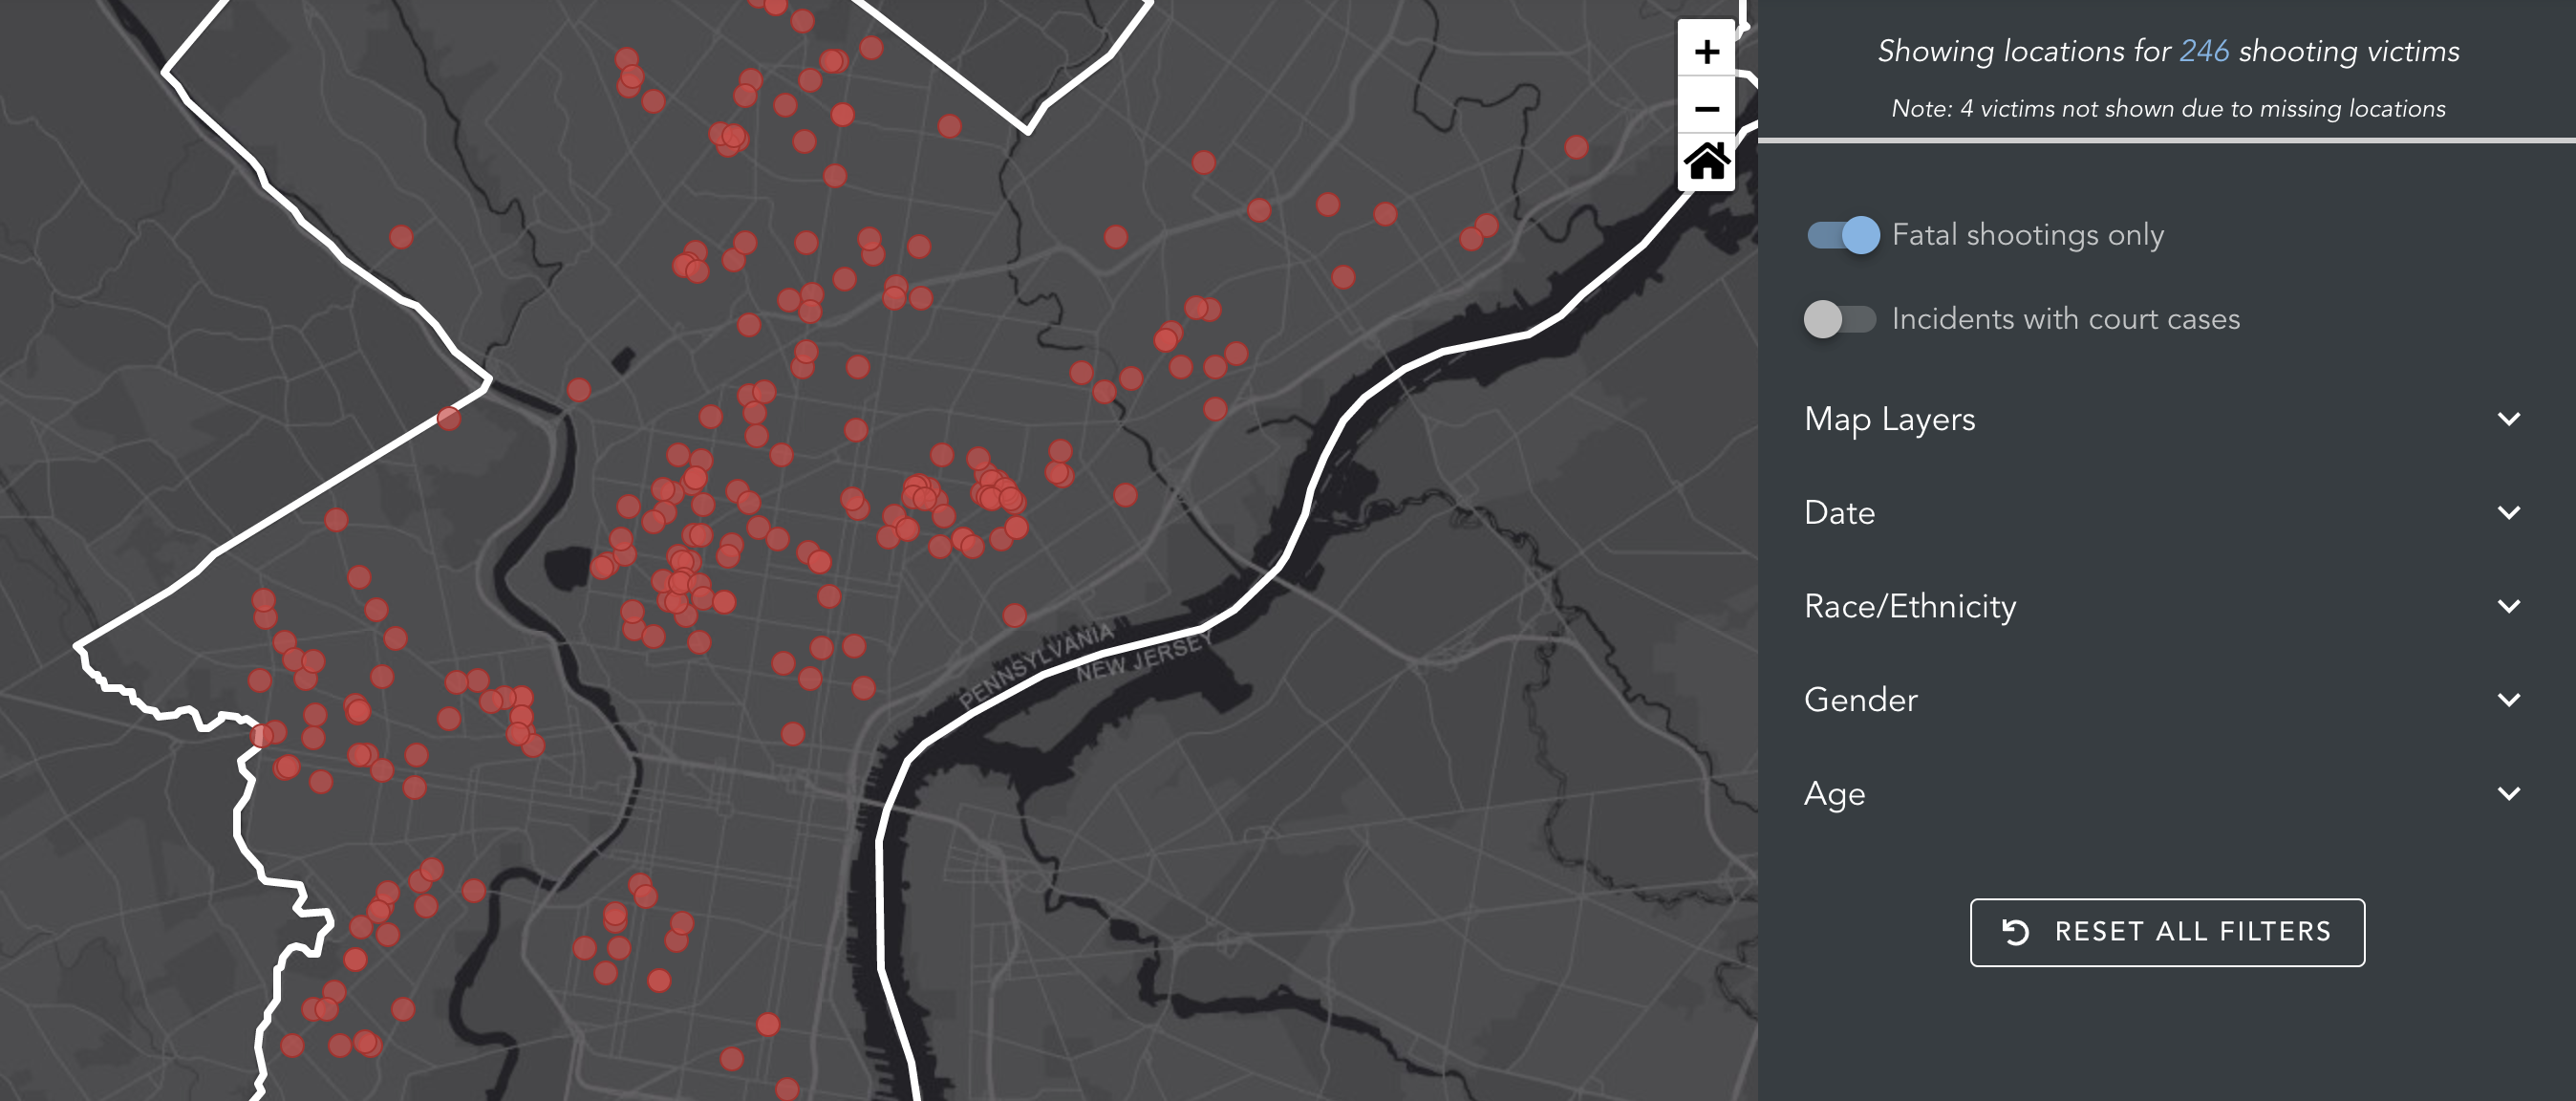 PENNSYLVANIA
NEW JERSEY
+
−
Showing locations for 246 shooting victims
Note: 4 victims not shown due to missing locations
Fatal shootings only
Incidents with court cases
Map Layers
Date
Race/Ethnicity
Gender
Age
RESET ALL FILTERS